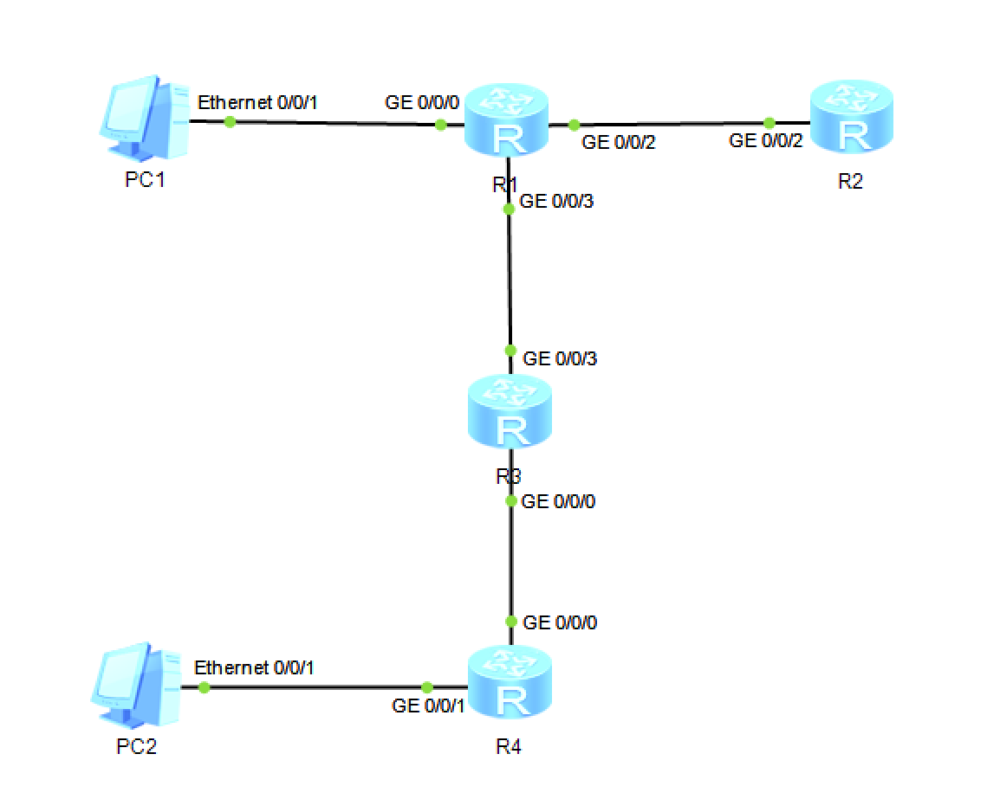 Ethernet 0/0/1
GE 0/0/0
R
GE 0/0/2
GE 0/0/2
R
PC1
R1
R2
GE 0/0/3
GE 0/0/3
R
R3
GE 0/0/0
GE 0/0/0
Ethernet 0/0/1
GE 0/0/1
R
PC2
R4